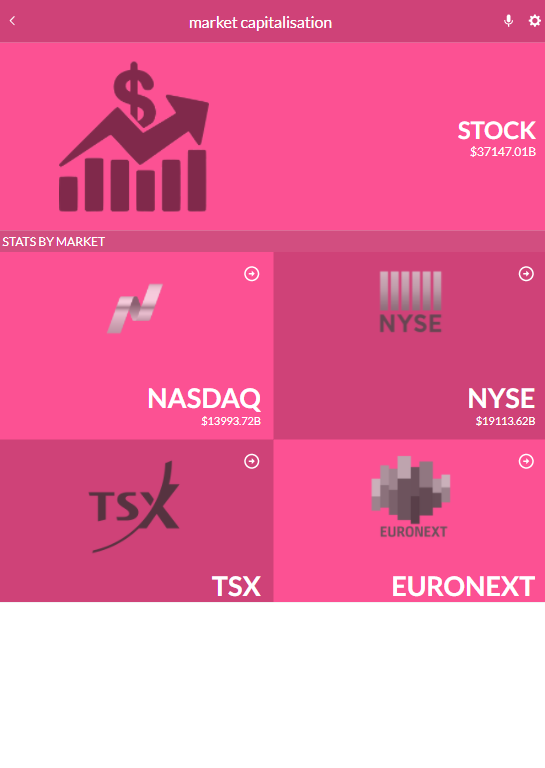 market capitalisation
$
STOCK
$37147.01B
STATS BY MARKET
NASDAQ
$13993.72B
NYSE
NYSE
$19113.62B
TSX
TSX
EURONEXT
EURONEXT